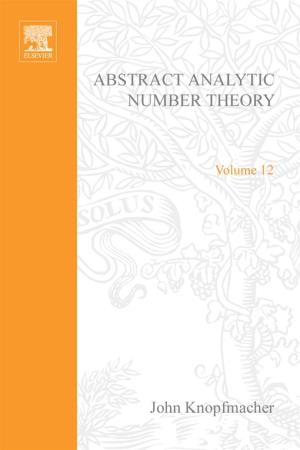 ELSEVIER
ABSTRACT ANALYTIC
NUMBER THEORY
Volume 12
SOLUS
John Knopfmacher